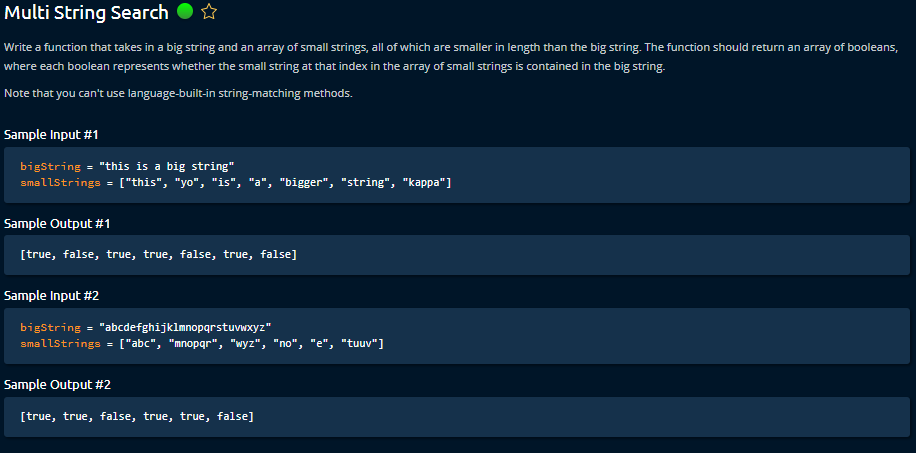 Multi String Search
Write a function that takes in a big string and an array of small strings, all of which are smaller in length than the big string. The function should return an array of booleans,
where each boolean represents whether the small string at that index in the array of small strings is contained in the big string.
Note that you can't use language-built-in string-matching methods.
Sample Input #1
bigString = "this is a big string"
smallStrings = ["this", "yo", "is", "a", "bigger", "string", "kappa"]
Sample Output #1
[true, false, true, true, false, true, false]
Sample Input #2
bigString = "abcdefghijklmnopqrstuvwxyz"
smallStrings = ["abc", "mnopqr", "wyz", "no", "e", "tuuv"]
Sample Output #2
[true, true, false, true, true, false]